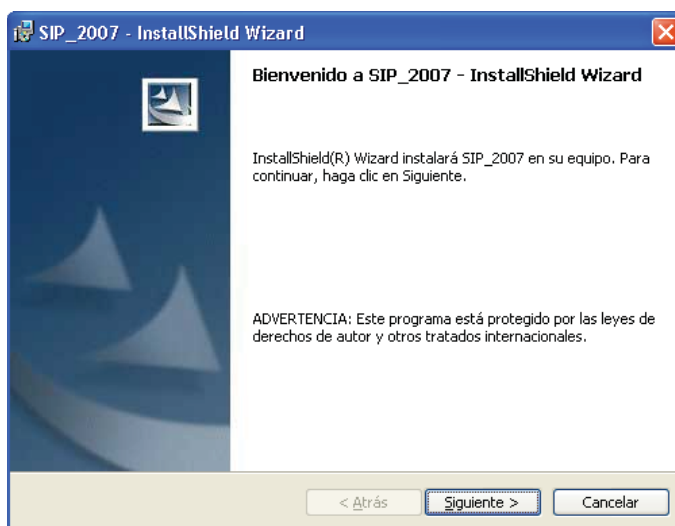 SIP_2007 - InstallShield Wizard
Bienvenido a SIP_2007 - InstallShield Wizard
InstallShield(R) Wizard instalará SIP_2007 en su equipo. Para
continuar, haga clic en Siguiente.
ADVERTENCIA: Este programa está protegido por las leyes de
derechos de autor y otros tratados internacionales.
< Atrás
Siguiente >
Cancelar